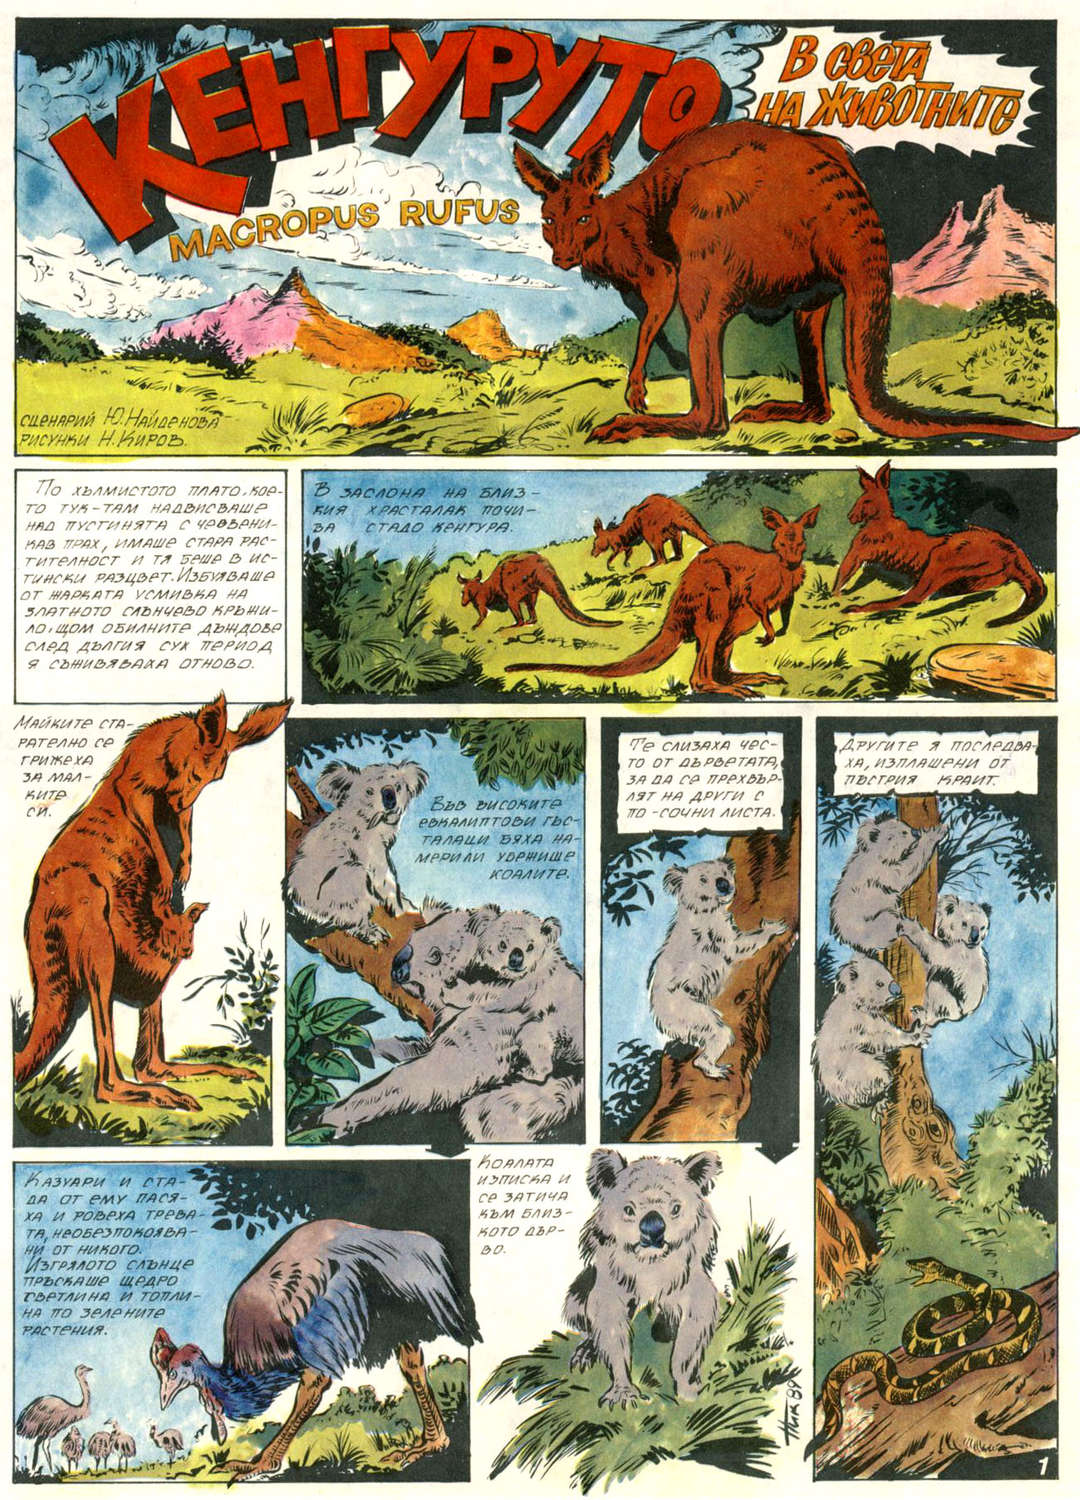 КЕНГУРУТО
В СВЕТА
НА ЖИВОТНИТЕ
MACROPUS RUFUS
СЦЕНАРИЙ Ю. НАЙДЕНОВА
РИСУНКИ Н. КИРОВ
ПО ХЪЛМИСТОТО ПЛАТО, КОЕ-
ТО ТУК-ТАМ НАДВИСВАШЕ
НАД ПУСТИНЯТА С ЧЕРВЕНИ-
КАВ ПРАХ, ИМАШЕ СТАРА РАС-
ТИТЕЛНОСТ И ТЯ БЕШЕ В ИС-
ТИНСКИ РАЗЦВЕТ. ИЗБУЯВАШЕ
ОТ ЖАРКАТА УСМИВКА НА
ЗЛАТНОТО СЛЪНЧЕВО КРЪЖИ-
ЛО, ЩОМ ОБИЛНИТЕ ДЪЖДОВЕ
СЛЕД ДЪЛГИЯ СУХ ПЕРИОД
Я СЪЖИВЯВАХА ОТНОВО.
В ЗАСЛОНА НА БЛИЗ-
КИЯ ХРАСТАЛАК ПОЧИ-
ВА СТАДО КЕНГУРА.
МАЙКИТЕ СТА-
РАТЕЛНО СЕ
ГРИЖЕХА
ЗА МАЛ-
КИТЕ
СИ.
ВЪВ ВИСОКИТЕ
ЕВКАЛИПТОВИ ГЪС-
ТАЛАЦИ БЯХА НА-
МЕРИЛИ УБЕЖИЩЕ
КОАЛИТЕ.
ТЕ СЛИЗАХА ЧЕС-
ТО ОТ ДЪРВЕТАТА,
ЗА ДА СЕ ПРЕХВЪР-
ЛЯТ НА ДРУГИ С
ПО-СОЧНИ ЛИСТА.
ДРУГИТЕ Я ПОСЛЕДВА-
ХА, ИЗПЛАШЕНИ ОТ
ПЪСТРИЯ КРАИТ.
КАЗУАРИ И СТА-
ДА ОТ ЕМУ ПАСЯ-
ХА И РОВЕХА ТРЕВА-
ТА, НЕОБЕЗПОКОЯВА-
НИ ОТ НИКОГО.
ИЗГРЯЛОТО СЛЪНЦЕ
ПРЪСКАШЕ ЩЕДРО
СВЕТЛИНА И ТОПЛИ-
НА ПО ЗЕЛЕНИТЕ
РАСТЕНИЯ.
КОАЛАТА
ИЗПИСКА И
СЕ ЗАТИЧА
КЪМ БЛИЗ-
КОТО ДЪР-
ВО.
1